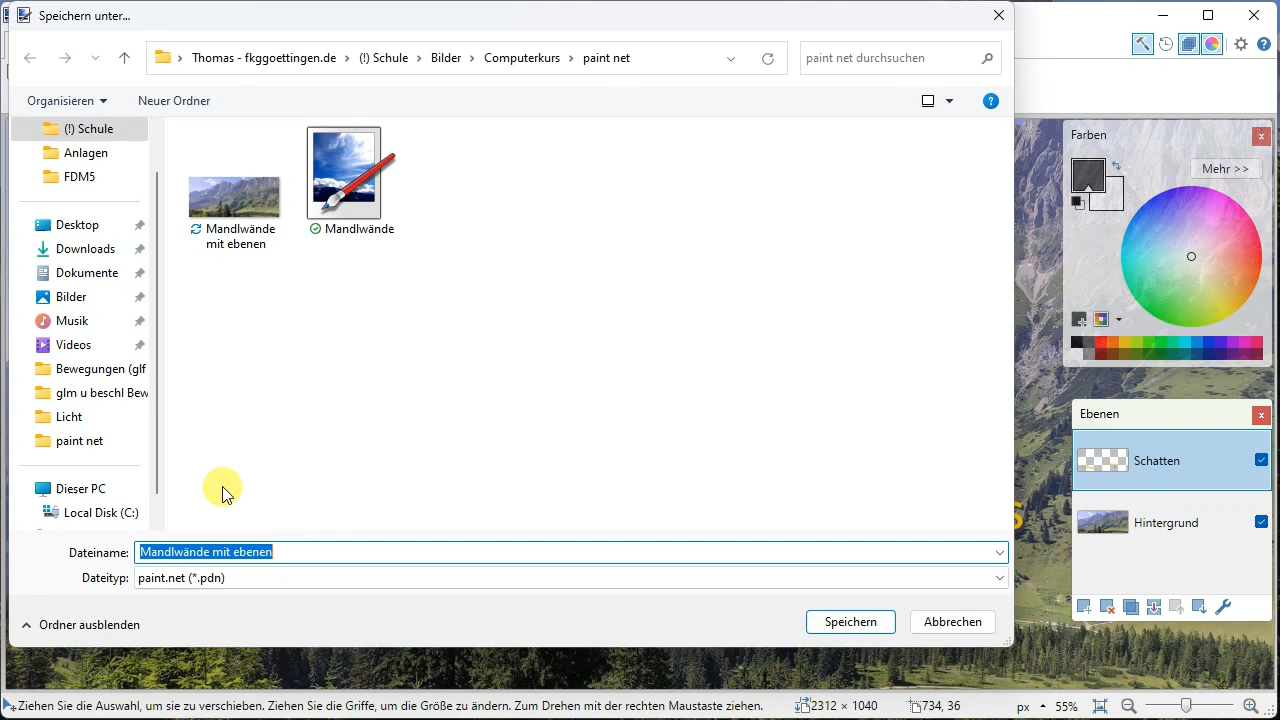 Speichern unter...
Thomas - fkggoettingen.de
(!) Schule
Bilder
Computerkurs
paint net
paint net durchsuchen
Organisieren
Neuer Ordner
(!) Schule
Anlagen
FDM5
Desktop
Downloads
Dokumente
Bilder
Musik
Videos
Bewegungen (glf
glm u beschl Bew
Licht
paint net
Dieser PC
Local Disk (C:)
Mandlwände
mit ebenen
Mandlwände
Dateiname:
Mandlwände mit ebenen
Dateityp:
paint.net (*.pdn)
Ordner ausblenden
Speichern
Abbrechen
Farben
Mehr >>
Ebenen
Schatten
Hintergrund
s
Ziehen Sie die Auswahl, um sie zu verschieben. Ziehen Sie die Griffe, um die Größe zu ändern. Zum Drehen mit der rechten Maustaste ziehen.
2312 × 1040
734, 36
px
55%